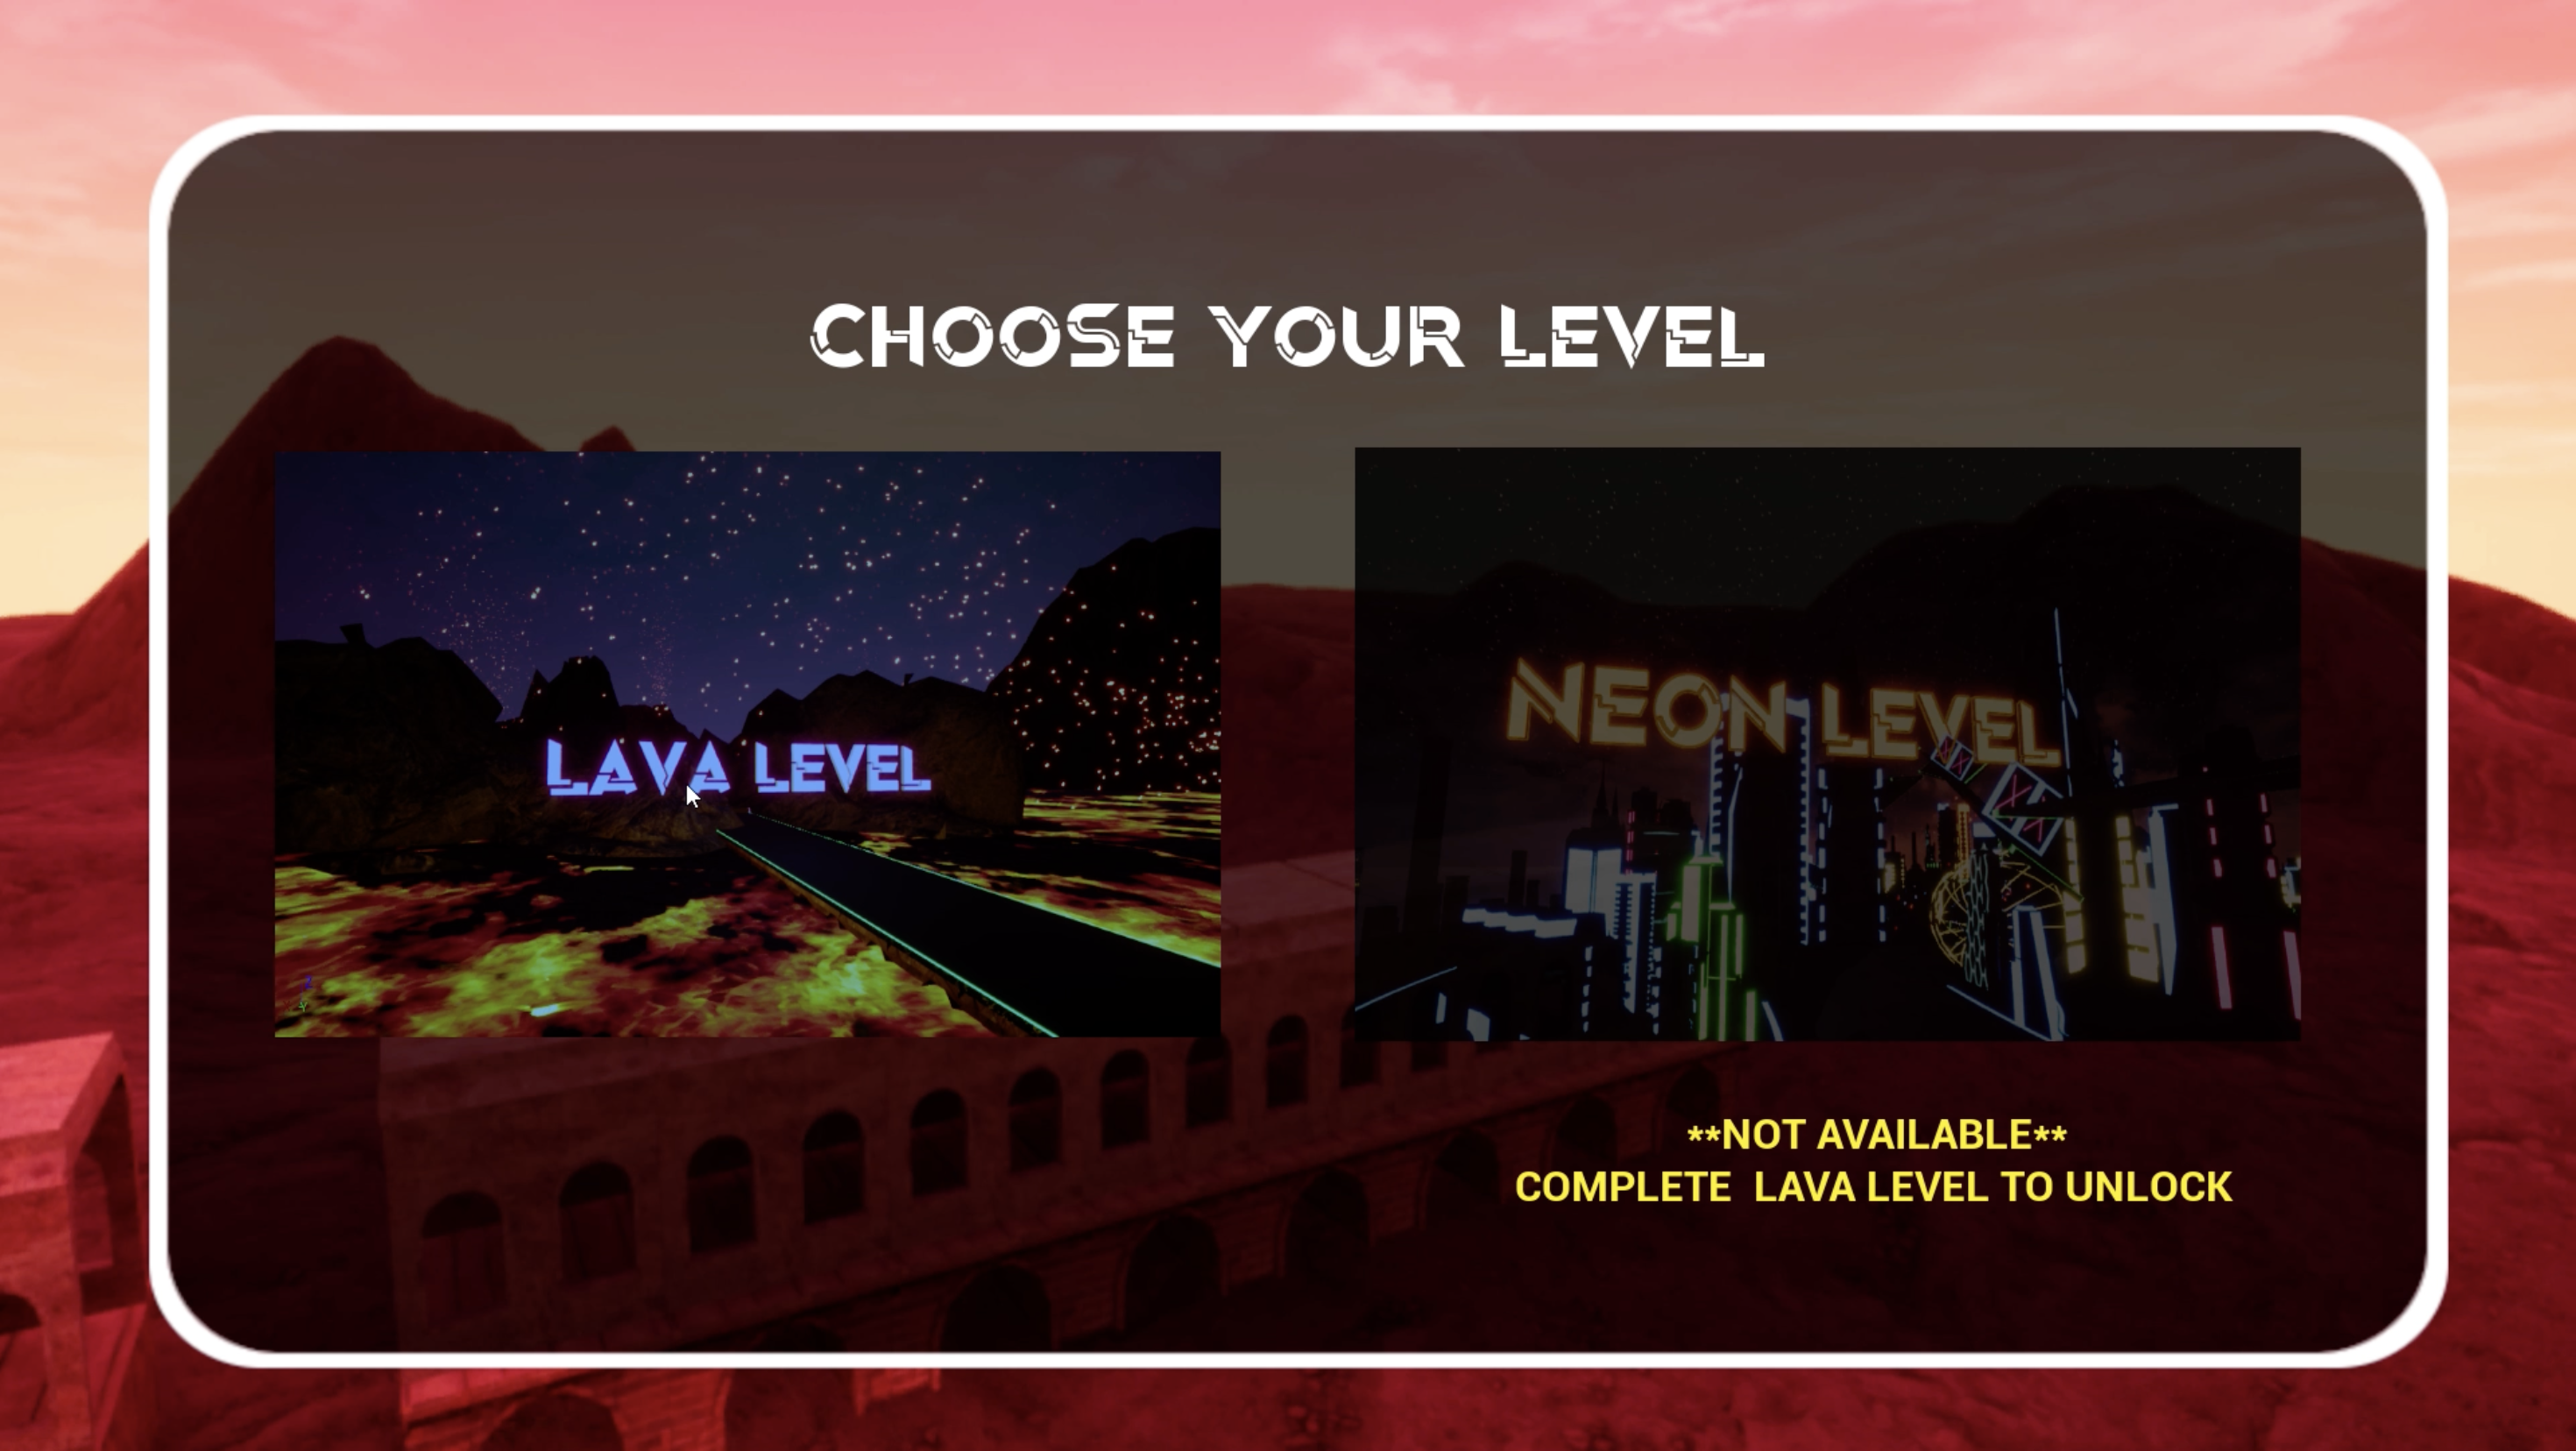 CHOOSE YOUR LEVEL
LAVA LEVEL
NEON LEVEL
**NOT AVAILABLE**
COMPLETE  LAVA LEVEL TO UNLOCK